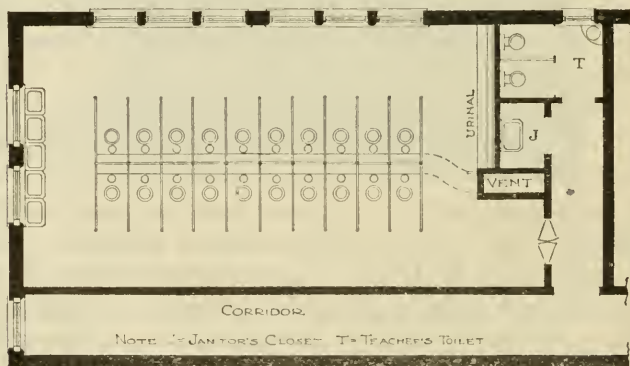 URINAL
T
J
VENT
CORRIDOR
NOTE J= JANITOR'S CLOSET T= TEACHER'S TOILET